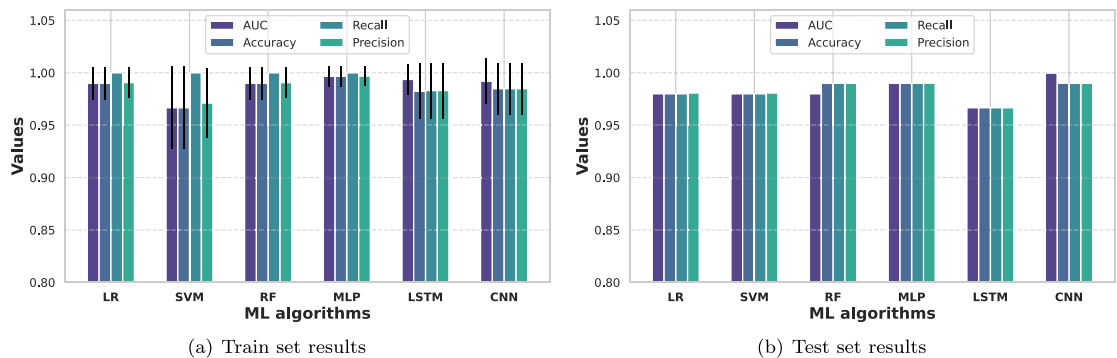 1.05
1.00
0.95
0.90
0.85
0.80
Values
AUC
Accuracy
Recall
Precision
LR SVM RF MLP LSTM CNN
ML algorithms
(a) Train set results
1.05
1.00
0.95
0.90
0.85
0.80
Values
AUC
Accuracy
Recall
Precision
LR SVM RF MLP LSTM CNN
ML algorithms
(b) Test set results